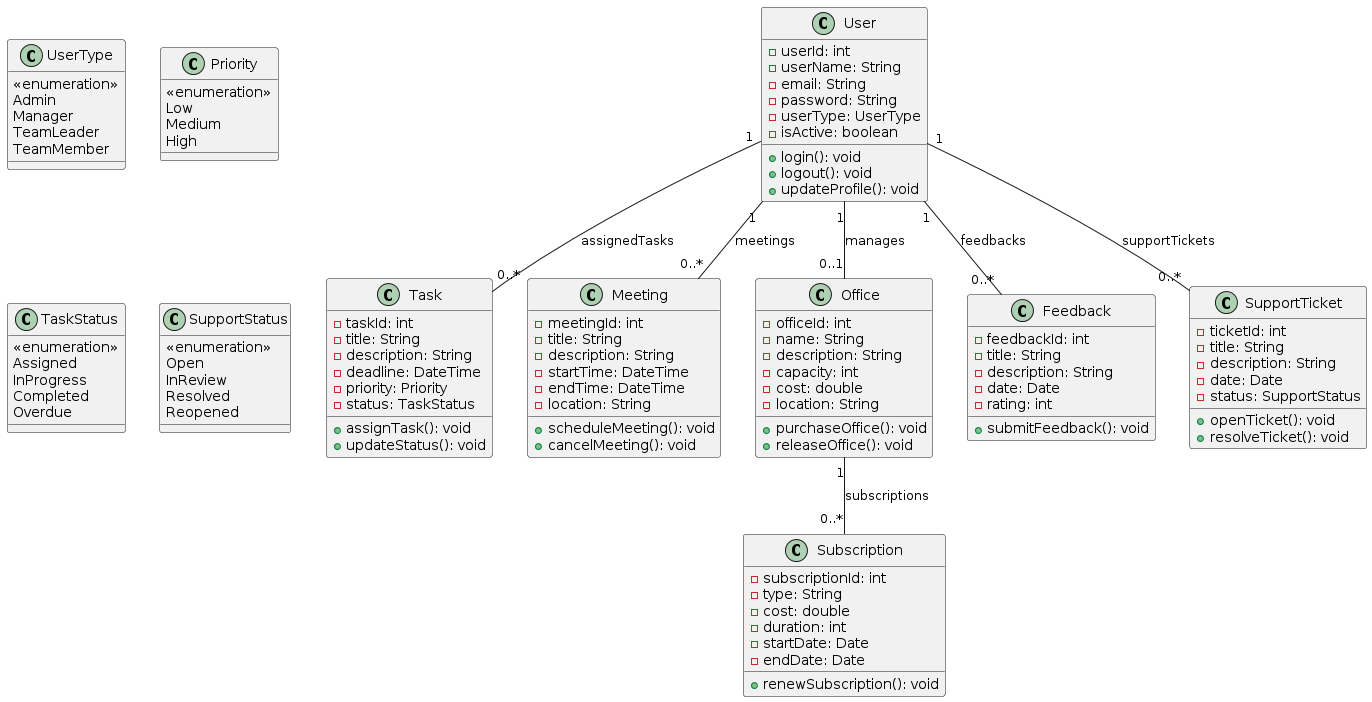 C UserType
«enumeration»
Admin
Manager
TeamLeader
TeamMember
C Priority
«enumeration»
Low
Medium
High
C User
userId: int
userName: String
email: String
password: String
userType: UserType
isActive: boolean
login(): void
logout(): void
updateProfile(): void
1
1
1
1
1
1
assignedTasks
meetings
manages
feedbacks
supportTickets
0..*
0..*
0..1
0..*
0..*
C TaskStatus
«enumeration»
Assigned
InProgress
Completed
Overdue
C SupportStatus
«enumeration»
Open
InReview
Resolved
Reopened
C Task
taskId: int
title: String
description: String
deadline: DateTime
priority: Priority
status: TaskStatus
assignTask(): void
updateStatus(): void
C Meeting
meetingId: int
title: String
description: String
startTime: DateTime
endTime: DateTime
location: String
scheduleMeeting(): void
cancelMeeting(): void
C Office
officeId: int
name: String
description: String
capacity: int
cost: double
location: String
purchaseOffice(): void
releaseOffice(): void
C Feedback
feedbackId: int
title: String
description: String
date: Date
rating: int
submitFeedback(): void
C SupportTicket
ticketId: int
title: String
description: String
date: Date
status: SupportStatus
openTicket(): void
resolveTicket(): void
subscriptions
0..*
C Subscription
subscriptionId: int
type: String
cost: double
duration: int
startDate: Date
endDate: Date
renewSubscription(): void